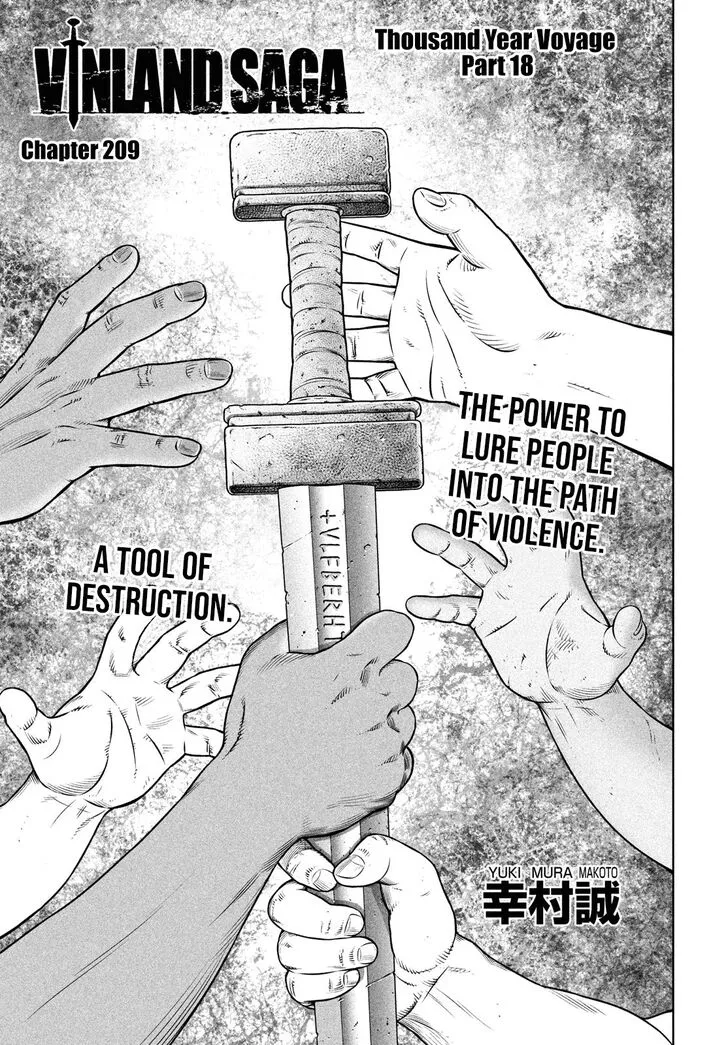 VINLAND SAGA
Thousand Year Voyage
Part 18
Chapter 209
THE POWER TO
LURE PEOPLE
INTO THE PATH
OF VIOLENCE.
+VLFBERH
A TOOL OF
DESTRUCTION.
YUKI MURA MAKOTO
幸村誠